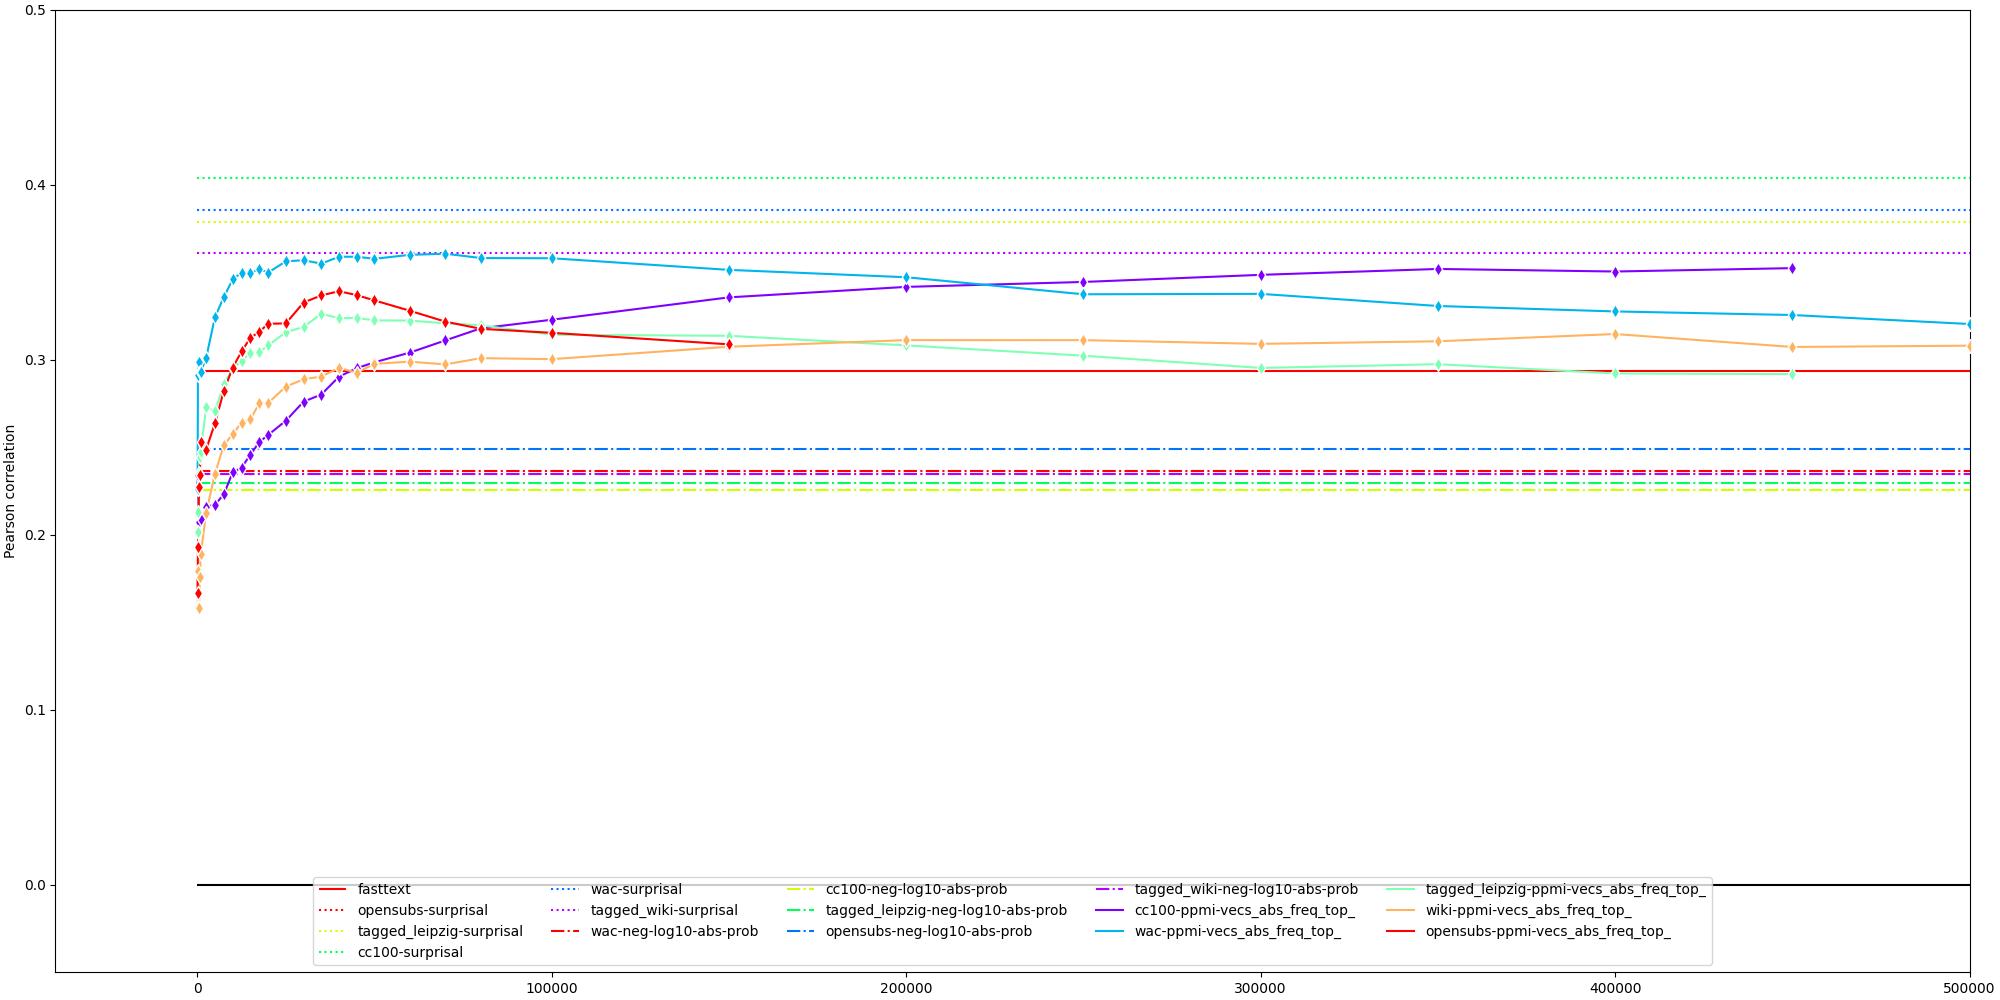 0.5
0.4
0.3
0.2
0.1
0.0
Pearson correlation
0
100000
200000
300000
400000
500000
fasttext
opensubs-surprisal
tagged_leipzig-surprisal
cc100-surprisal
wac-surprisal
tagged_wiki-surprisal
wac-neg-log10-abs-prob
cc100-neg-log10-abs-prob
tagged_leipzig-neg-log10-abs-prob
opensubs-neg-log10-abs-prob
tagged_wiki-neg-log10-abs-prob
cc100-ppmi-vecs_abs_freq_top_
wac-ppmi-vecs_abs_freq_top_
tagged_leipzig-ppmi-vecs_abs_freq_top_
wiki-ppmi-vecs_abs_freq_top_
opensubs-ppmi-vecs_abs_freq_top_